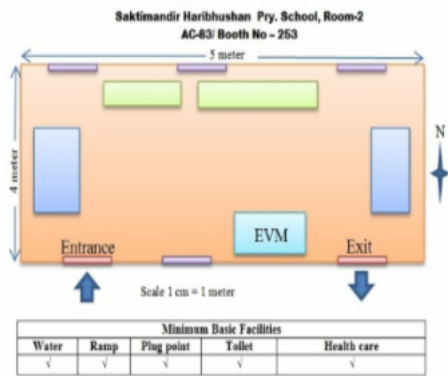 Saktimandir Haribhushan Pry. School, Room-2
AC-83/ Booth No – 253
5 meter
4 meter
N
EVM
Entrance
Exit
Scale 1 cm = 1 meter
Minimum Basic Facilities
Water Ramp Plug point Toilet Health care
√ √ √ √ √